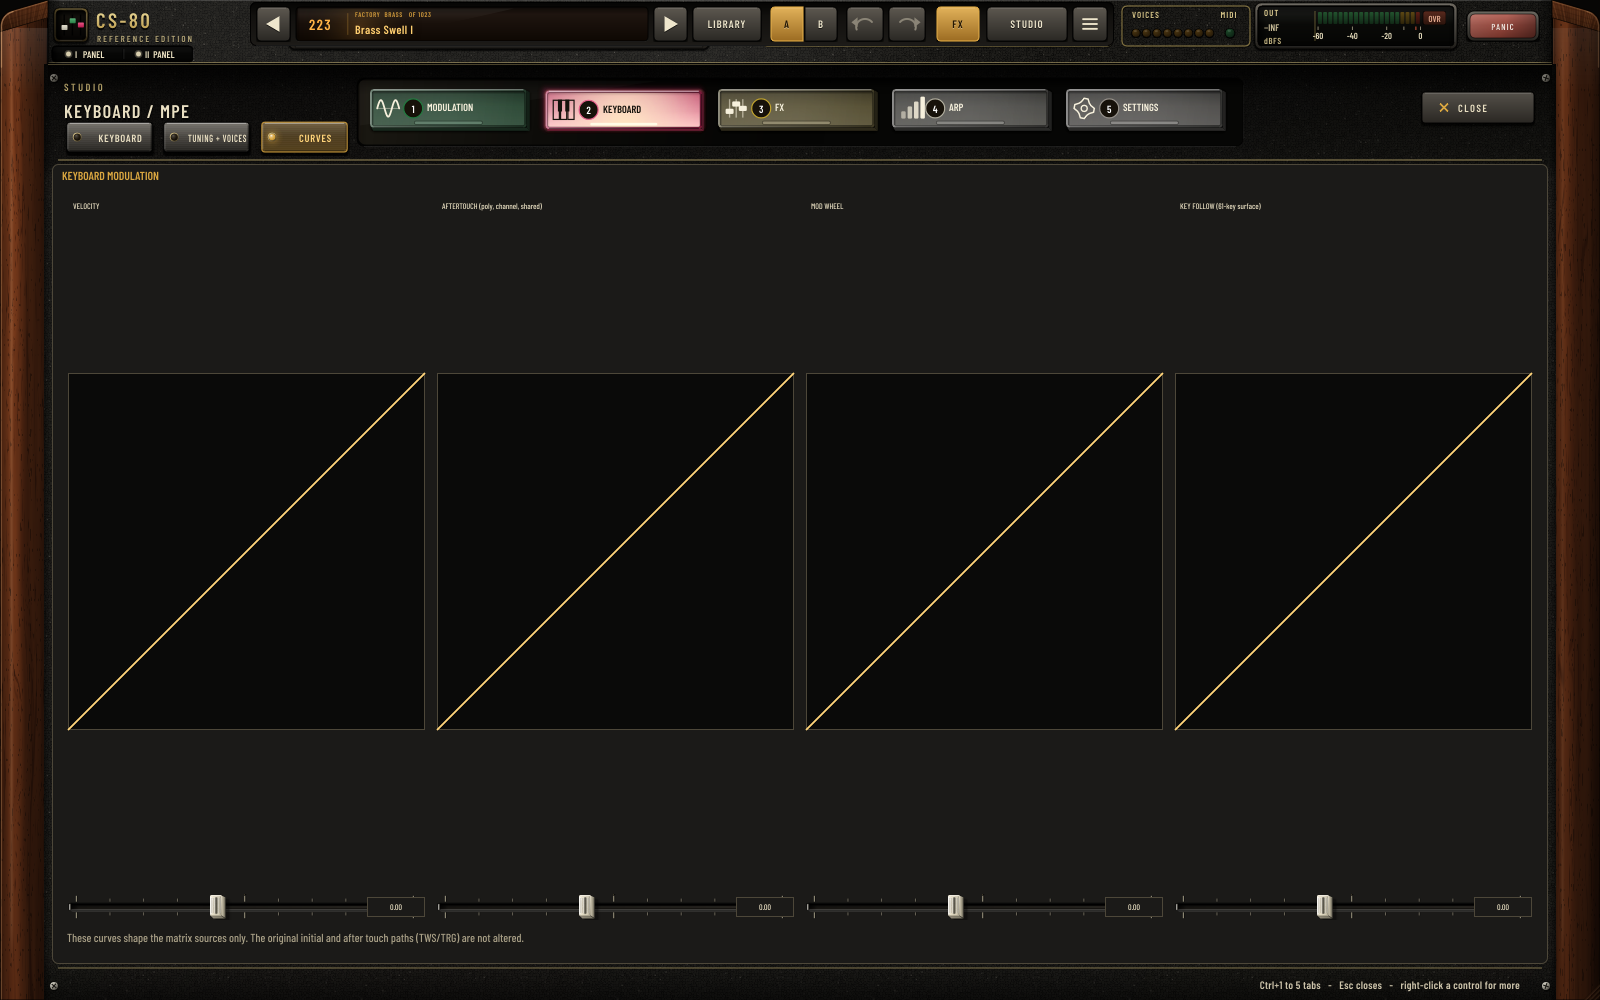 CS-80
REFERENCE EDITION
I PANEL
II PANEL
223
FACTORY BRASS OF 1023
Brass Swell I
LIBRARY
A
B
FX
STUDIO
VOICES
MIDI
OUT
-INF
dBFS
-60
-40
-20
0
OVR
PANIC
STUDIO
KEYBOARD / MPE
KEYBOARD
TUNING + VOICES
CURVES
1 MODULATION
2 KEYBOARD
3 FX
4 ARP
5 SETTINGS
CLOSE
KEYBOARD MODULATION
VELOCITY
AFTERTOUCH (poly, channel, shared)
MOD WHEEL
KEY FOLLOW (61-key surface)
0.00
0.00
0.00
0.00
These curves shape the matrix sources only. The original initial and after touch paths (TWS/TRG) are not altered.
Ctrl+1 to 5 tabs - Esc closes - right-click a control for more